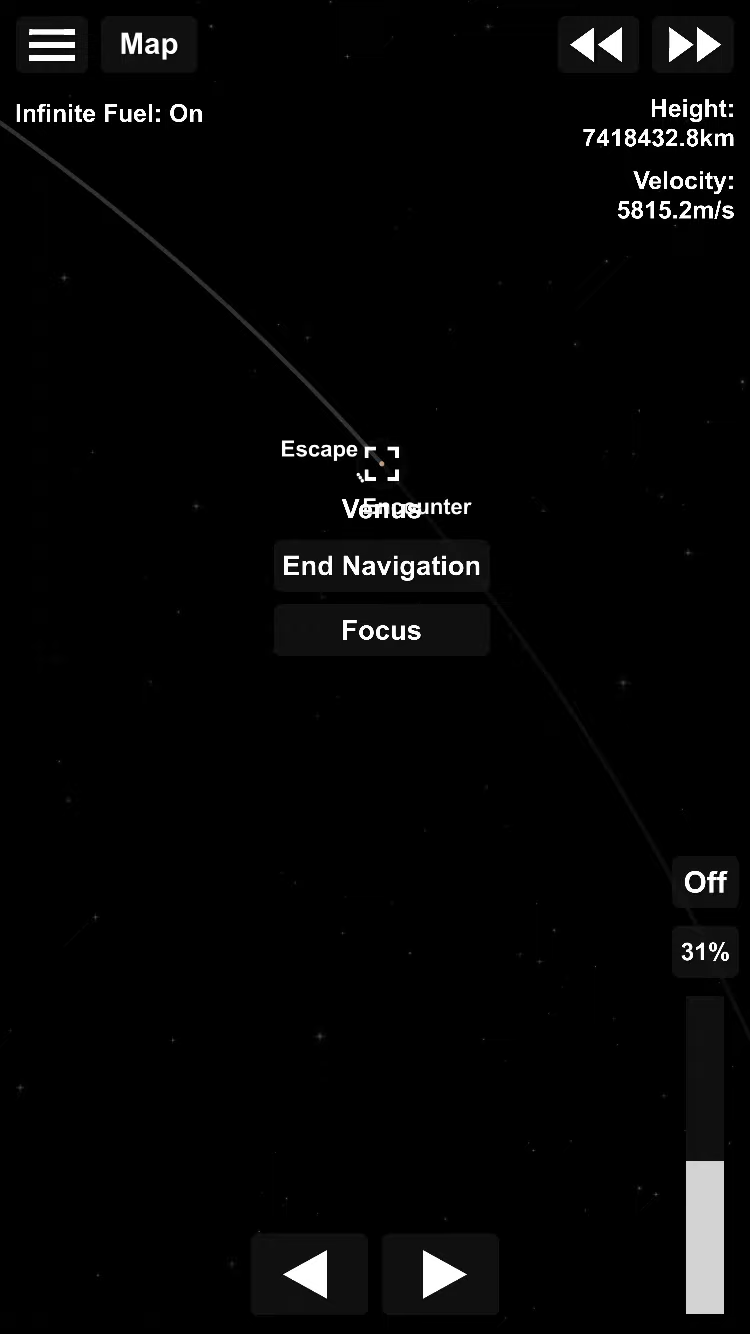 Map
Infinite Fuel: On
Height:
7418432.8km
Velocity:
5815.2m/s
Escape
Encounter
Venus
End Navigation
Focus
Off
31%